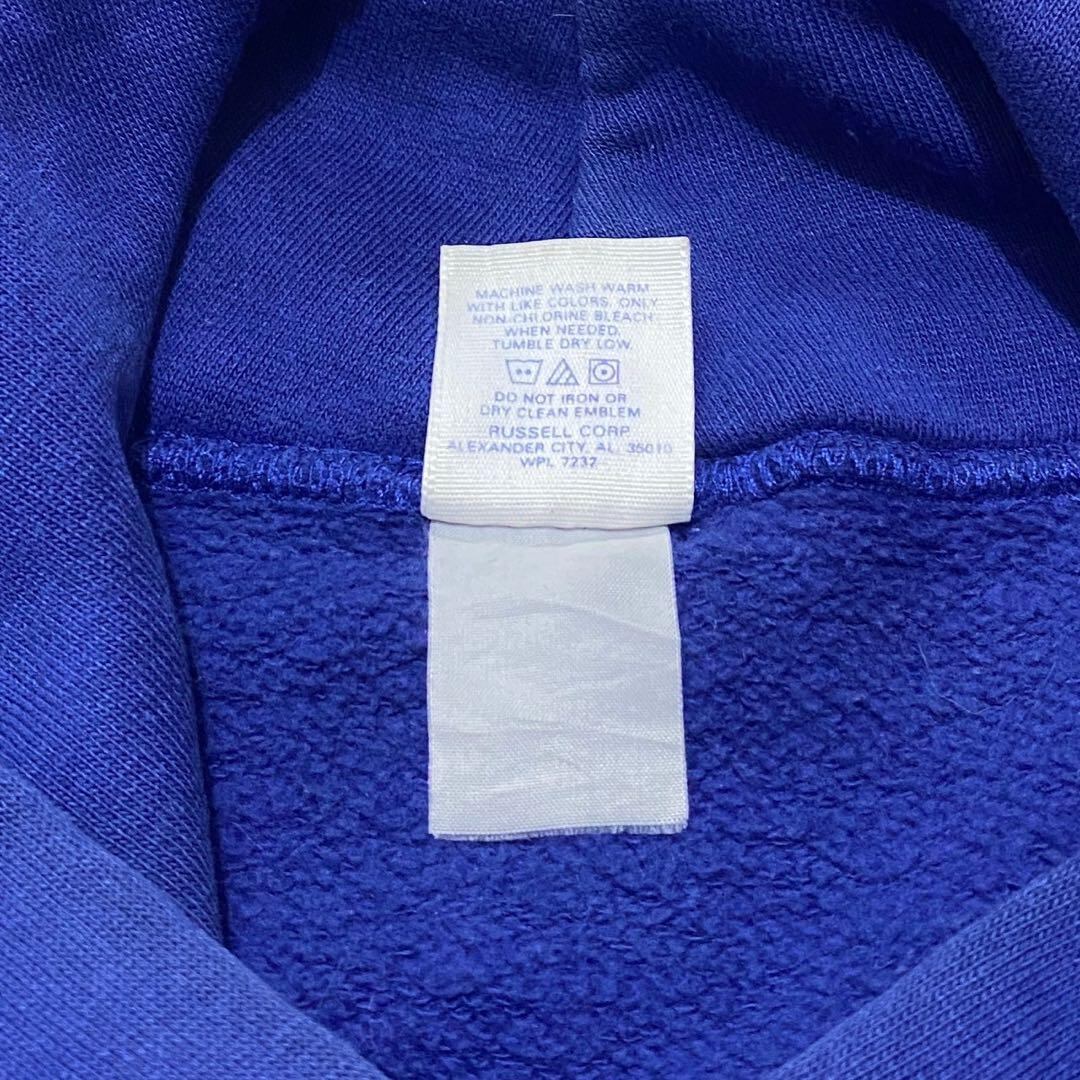 MACHINE WASH WARM
WITH LIKE COLORS. ONLY
NON-CHLORINE BLEACH
WHEN NEEDED.
TUMBLE DRY LOW.
DO NOT IRON OR
DRY CLEAN EMBLEM
RUSSELL CORP.
ALEXANDER CITY, AL. 35010
WPL 7237